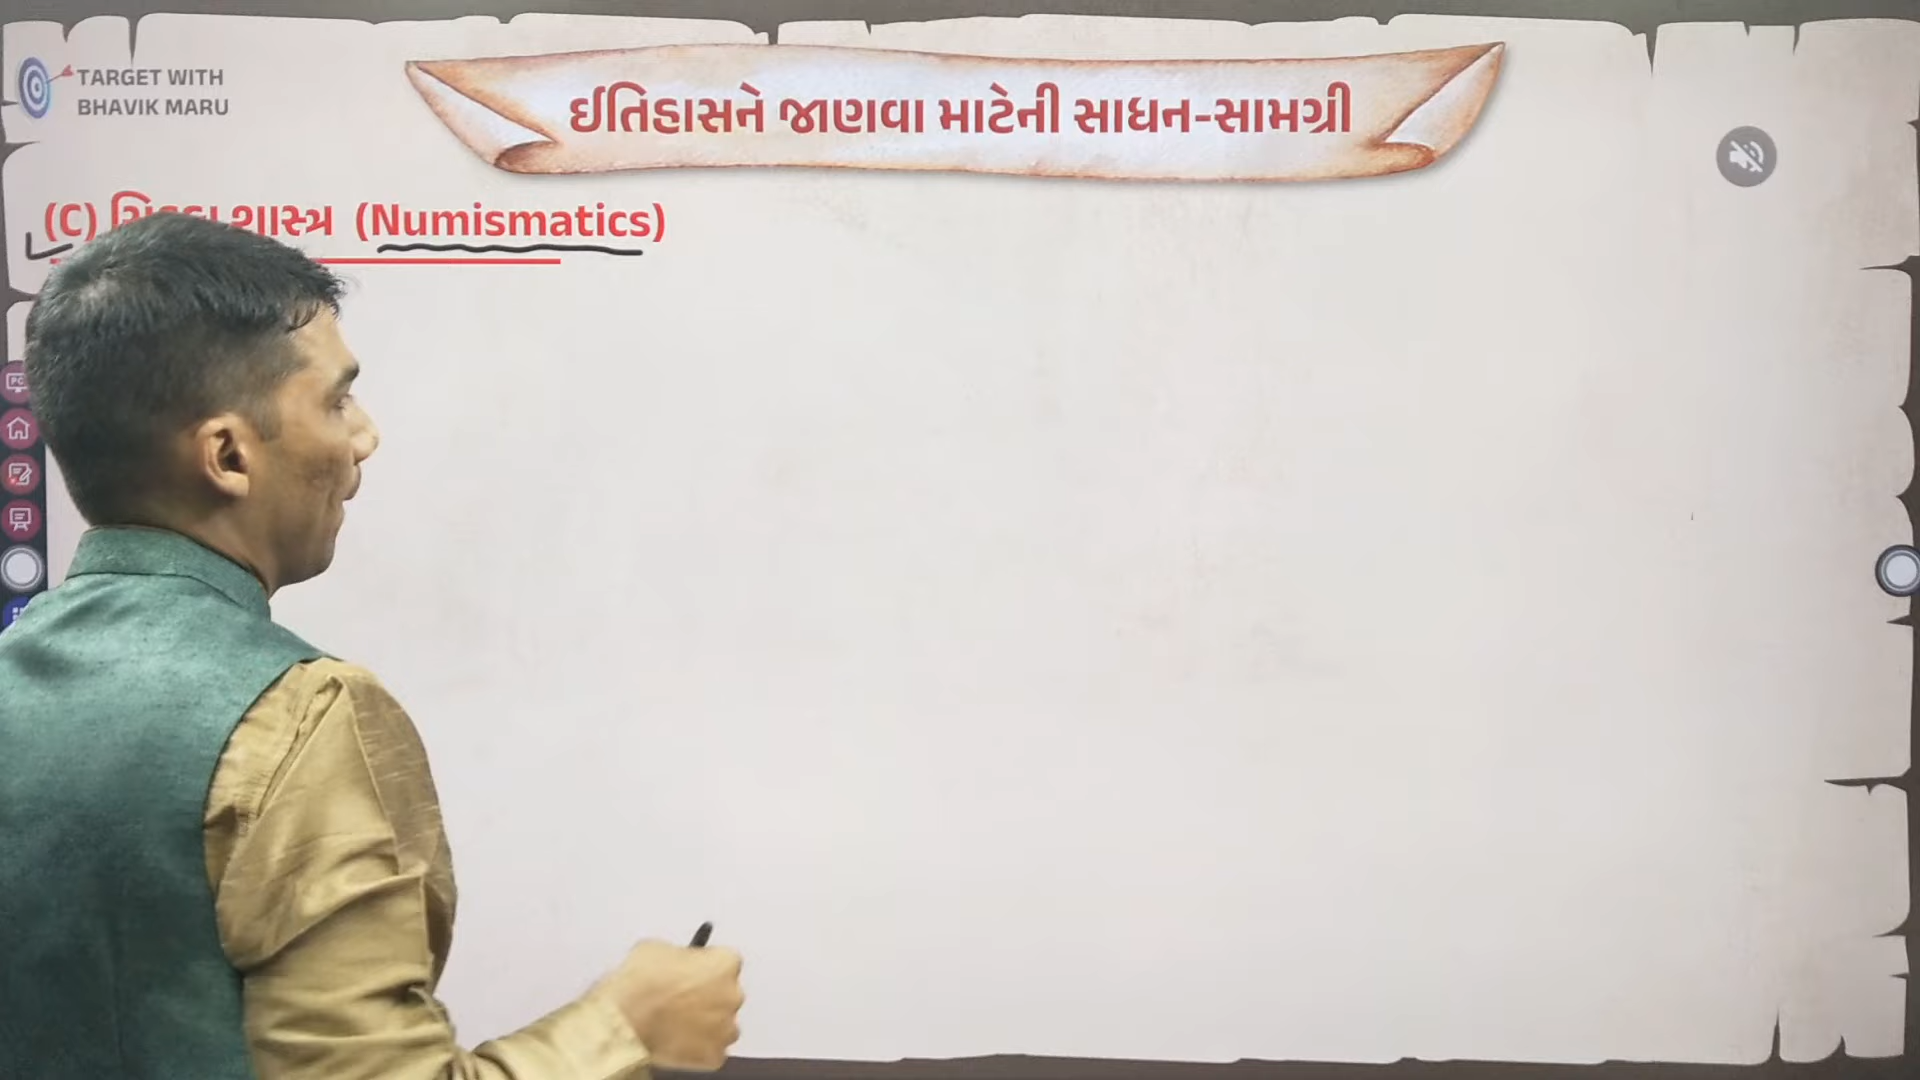 TARGET WITH
BHAVIK MARU
ઈતિહાસને જાણવા માટેની સાધન-સામગ્રી
(C) શાસ્ત્ર (Numismatics)